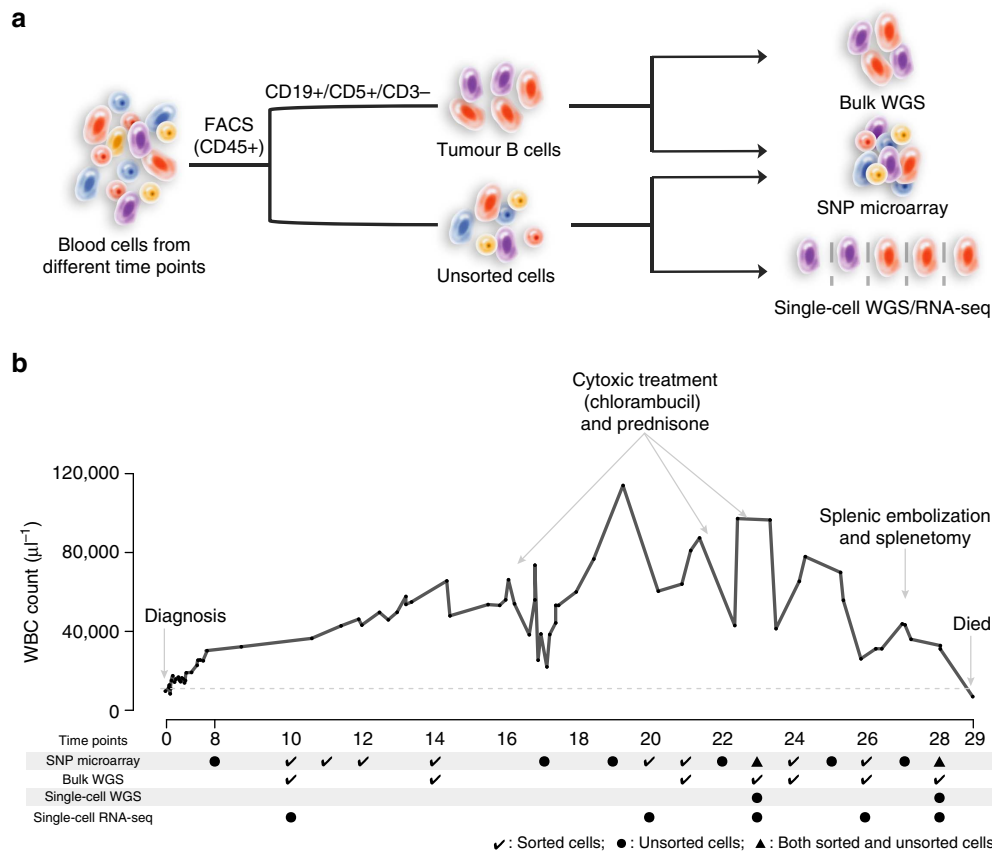 a
CD19+/CD5+/CD3–
FACS
(CD45+)
Blood cells from
different time points
Tumour B cells
Unsorted cells
Bulk WGS
SNP microarray
Single-cell WGS/RNA-seq
b
Cytoxic treatment
(chlorambucil)
and prednisone
Splenic embolization
and splenetomy
Diagnosis
Died
WBC count (µl⁻¹)
120,000
80,000
40,000
0
Time points
0 8 10 12 14 16 18 20 22 24 26 28 29
SNP microarray
Bulk WGS
Single-cell WGS
Single-cell RNA-seq
✔ : Sorted cells; ● : Unsorted cells; ▲ : Both sorted and unsorted cells